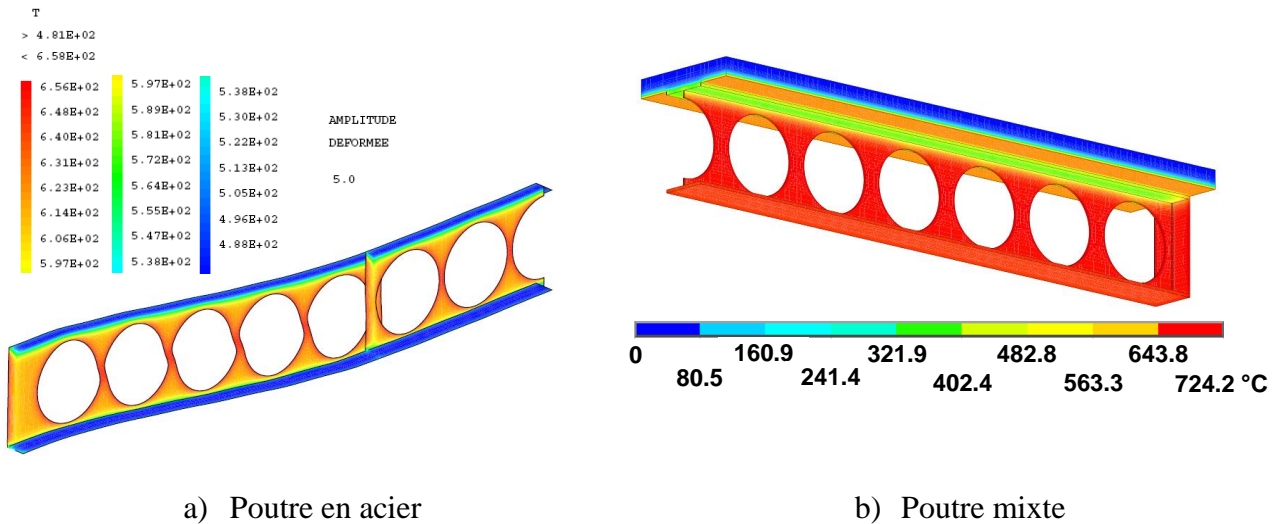 T
> 4.81E+02
< 6.58E+02
6.56E+02
6.48E+02
6.40E+02
6.31E+02
6.23E+02
6.14E+02
6.06E+02
5.97E+02
5.97E+02
5.89E+02
5.81E+02
5.72E+02
5.64E+02
5.55E+02
5.47E+02
5.38E+02
5.38E+02
5.30E+02
5.22E+02
5.13E+02
5.05E+02
4.96E+02
4.88E+02
AMPLITUDE
DEFORMEE
5.0
0 160.9 321.9 482.8 643.8
80.5 241.4 402.4 563.3 724.2 °C
a) Poutre en acier
b) Poutre mixte